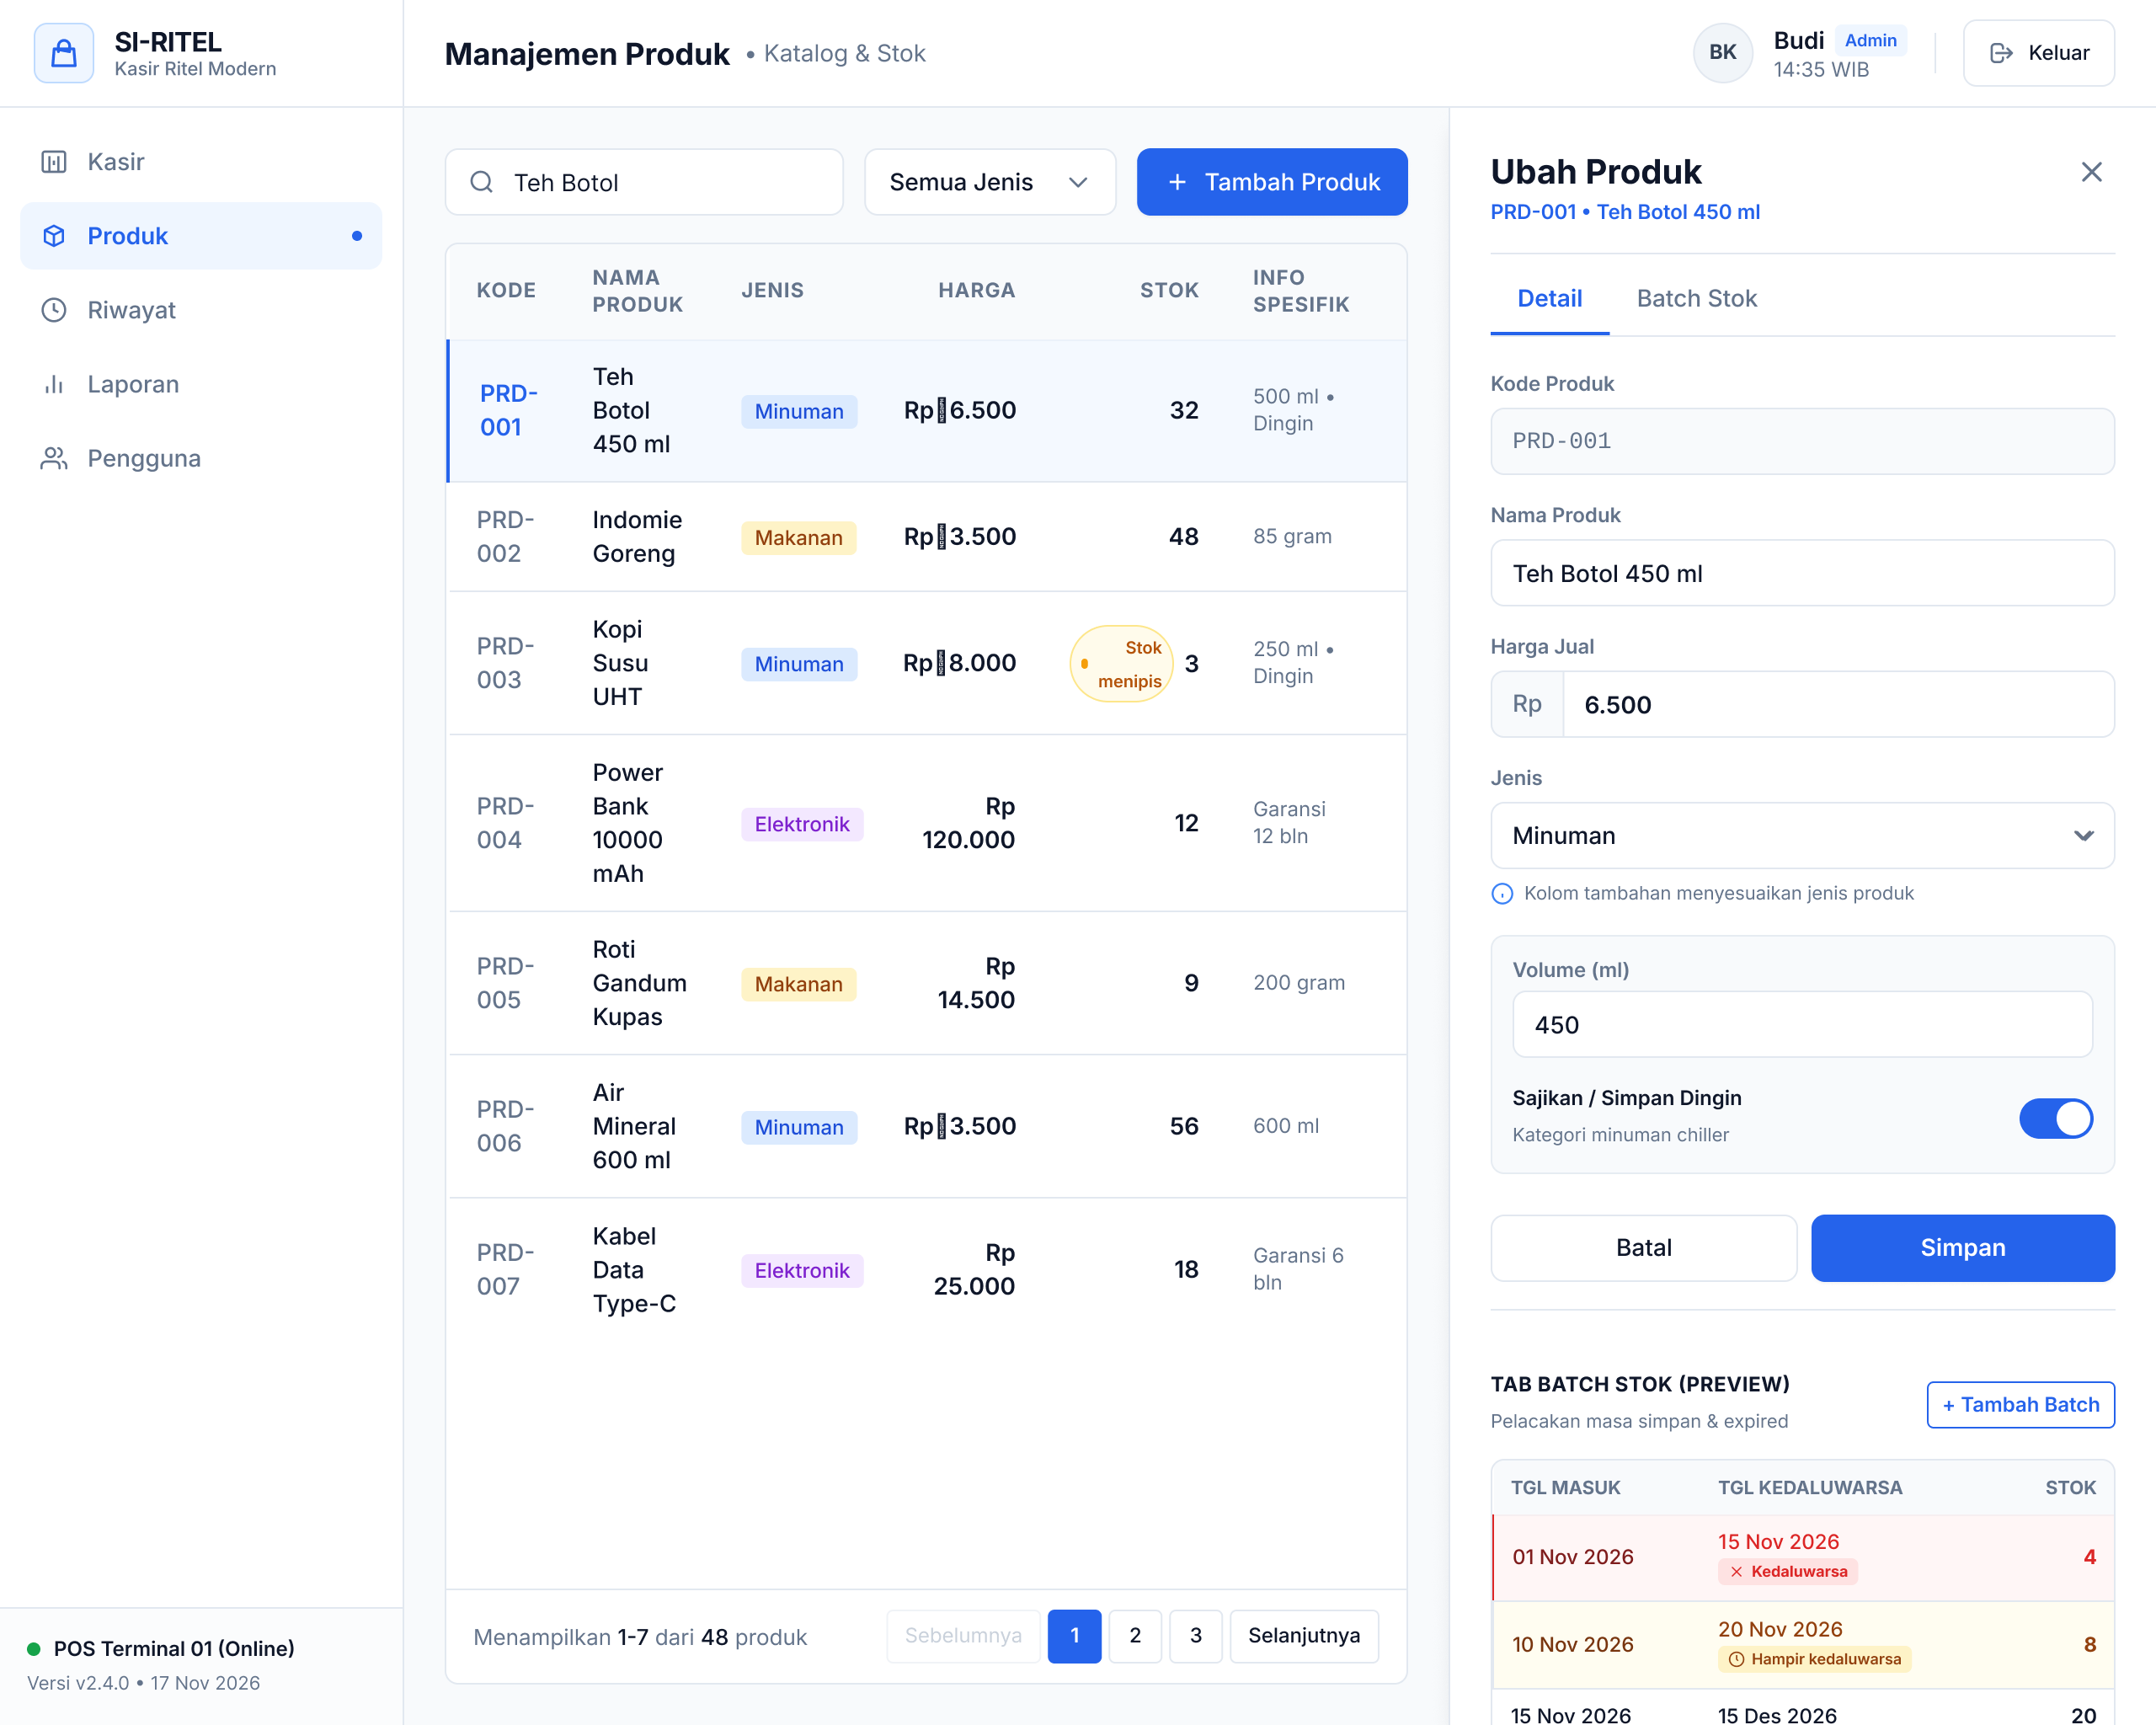 SI-RITEL
Kasir Ritel Modern
Manajemen Produk • Katalog & Stok
BK
Budi Admin
14:35 WIB
Keluar
Kasir
Produk
Riwayat
Laporan
Pengguna
POS Terminal 01 (Online)
Versi v2.4.0 • 17 Nov 2026
Teh Botol
Semua Jenis
+ Tambah Produk
KODE
NAMA
PRODUK
JENIS
HARGA
STOK
INFO
SPESIFIK
PRD-
001
Teh
Botol
450 ml
Minuman
Rp 6.500
32
500 ml •
Dingin
PRD-
002
Indomie
Goreng
Makanan
Rp 3.500
48
85 gram
PRD-
003
Kopi
Susu
UHT
Minuman
Rp 8.000
Stok
menipis
3
250 ml •
Dingin
PRD-
004
Power
Bank
10000
mAh
Elektronik
Rp
120.000
12
Garansi
12 bln
PRD-
005
Roti
Gandum
Kupas
Makanan
Rp
14.500
9
200 gram
PRD-
006
Air
Mineral
600 ml
Minuman
Rp 3.500
56
600 ml
PRD-
007
Kabel
Data
Type-C
Elektronik
Rp
25.000
18
Garansi 6
bln
Menampilkan 1-7 dari 48 produk
Sebelumnya 1 2 3 Selanjutnya
Ubah Produk
PRD-001 • Teh Botol 450 ml
Detail
Batch Stok
Kode Produk
PRD-001
Nama Produk
Teh Botol 450 ml
Harga Jual
Rp 6.500
Jenis
Minuman
Kolom tambahan menyesuaikan jenis produk
Volume (ml)
450
Sajikan / Simpan Dingin
Kategori minuman chiller
Batal
Simpan
TAB BATCH STOK (PREVIEW)
Pelacakan masa simpan & expired
+ Tambah Batch
TGL MASUK TGL KEDALUWARSA STOK
01 Nov 2026
15 Nov 2026
Kedaluwarsa
4
10 Nov 2026
20 Nov 2026
Hampir kedaluwarsa
8
15 Nov 2026 15 Des 2026 20